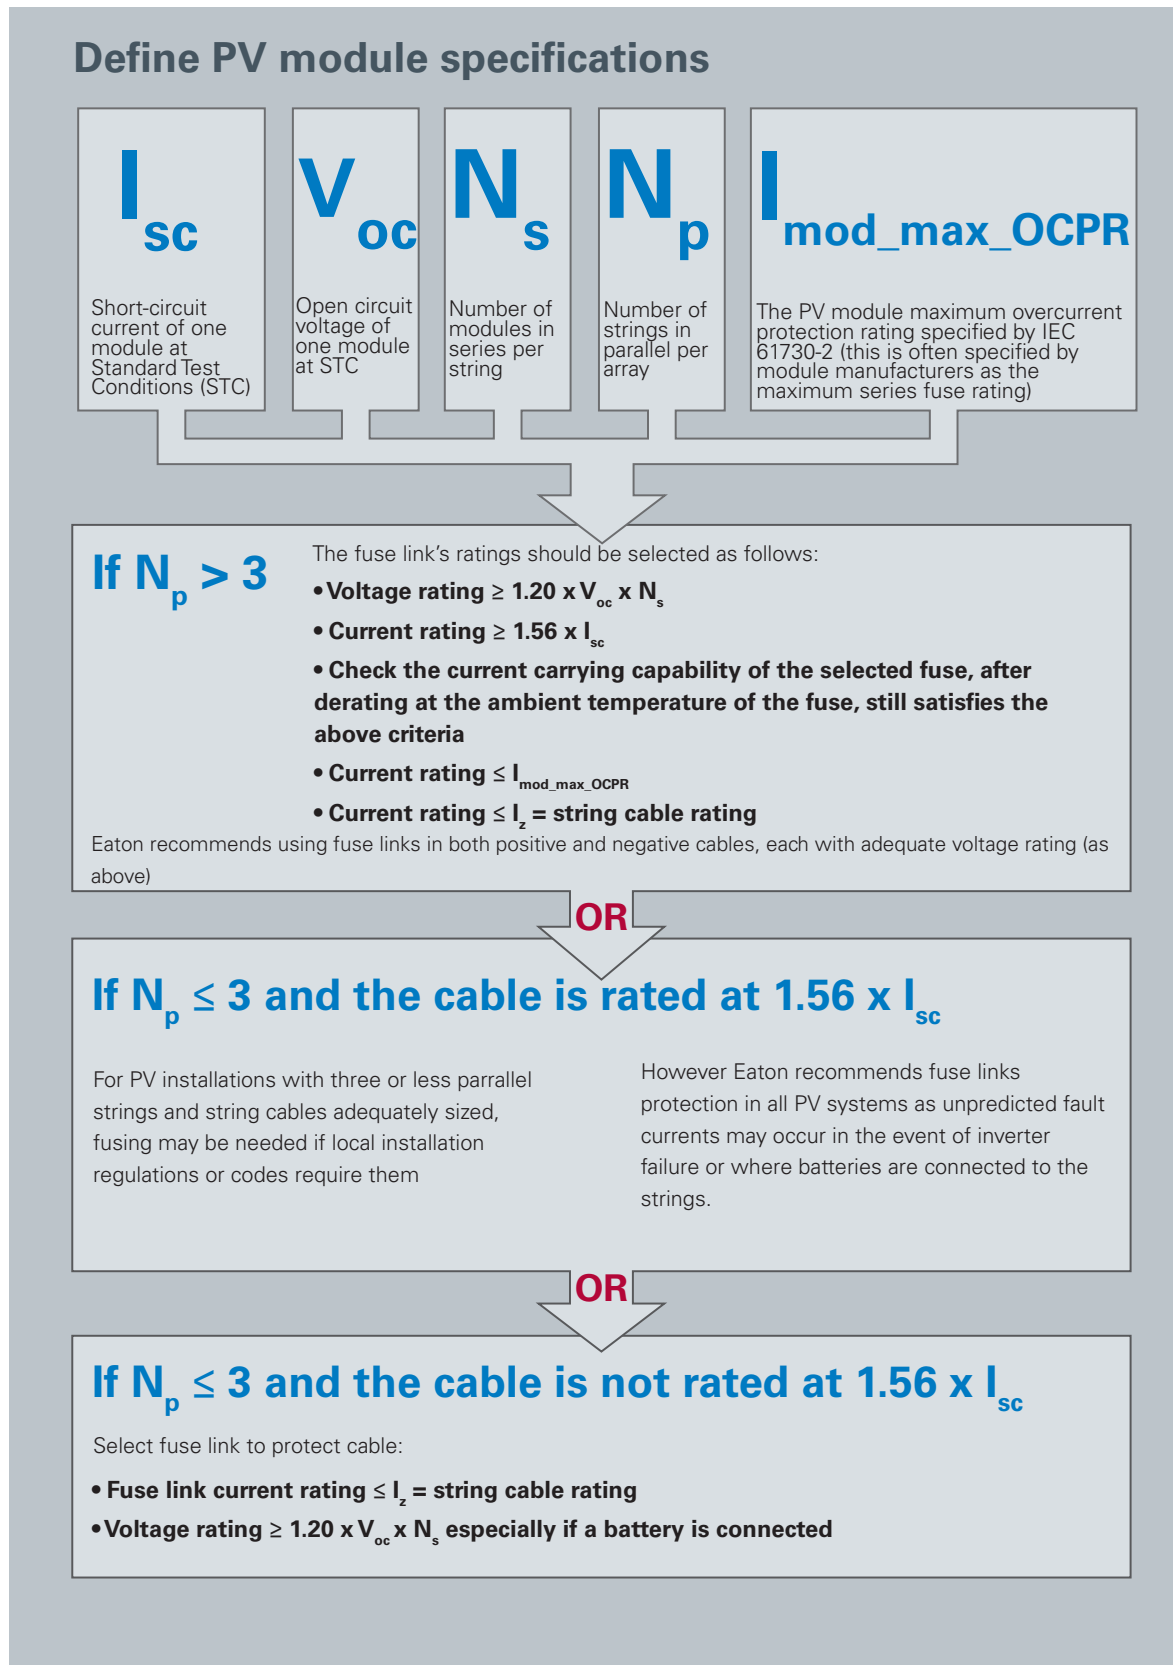 Define PV module specifications
Isc
Short-circuit
current of one
module at
Standard Test
Conditions (STC)
Voc
Open circuit
voltage of
one module
at STC
Ns
Number of
modules in
series per
string
Np
Number of
strings in
parallel per
array
Imod_max_OCPR
The PV module maximum overcurrent
protection rating specified by IEC
61730-2 (this is often specified by
module manufacturers as the
maximum series fuse rating)
If Np > 3
The fuse link's ratings should be selected as follows:
• Voltage rating ≥ 1.20 x Voc x Ns
• Current rating ≥ 1.56 x Isc
• Check the current carrying capability of the selected fuse, after
derating at the ambient temperature of the fuse, still satisfies the
above criteria
• Current rating ≤ Imod_max_OCPR
• Current rating ≤ Iz = string cable rating
Eaton recommends using fuse links in both positive and negative cables, each with adequate voltage rating (as
above)
OR
If Np ≤ 3 and the cable is rated at 1.56 x Isc
For PV installations with three or less parrallel
strings and string cables adequately sized,
fusing may be needed if local installation
regulations or codes require them
However Eaton recommends fuse links
protection in all PV systems as unpredicted fault
currents may occur in the event of inverter
failure or where batteries are connected to the
strings.
OR
If Np ≤ 3 and the cable is not rated at 1.56 x Isc
Select fuse link to protect cable:
• Fuse link current rating ≤ Iz = string cable rating
• Voltage rating ≥ 1.20 x Voc x Ns especially if a battery is connected